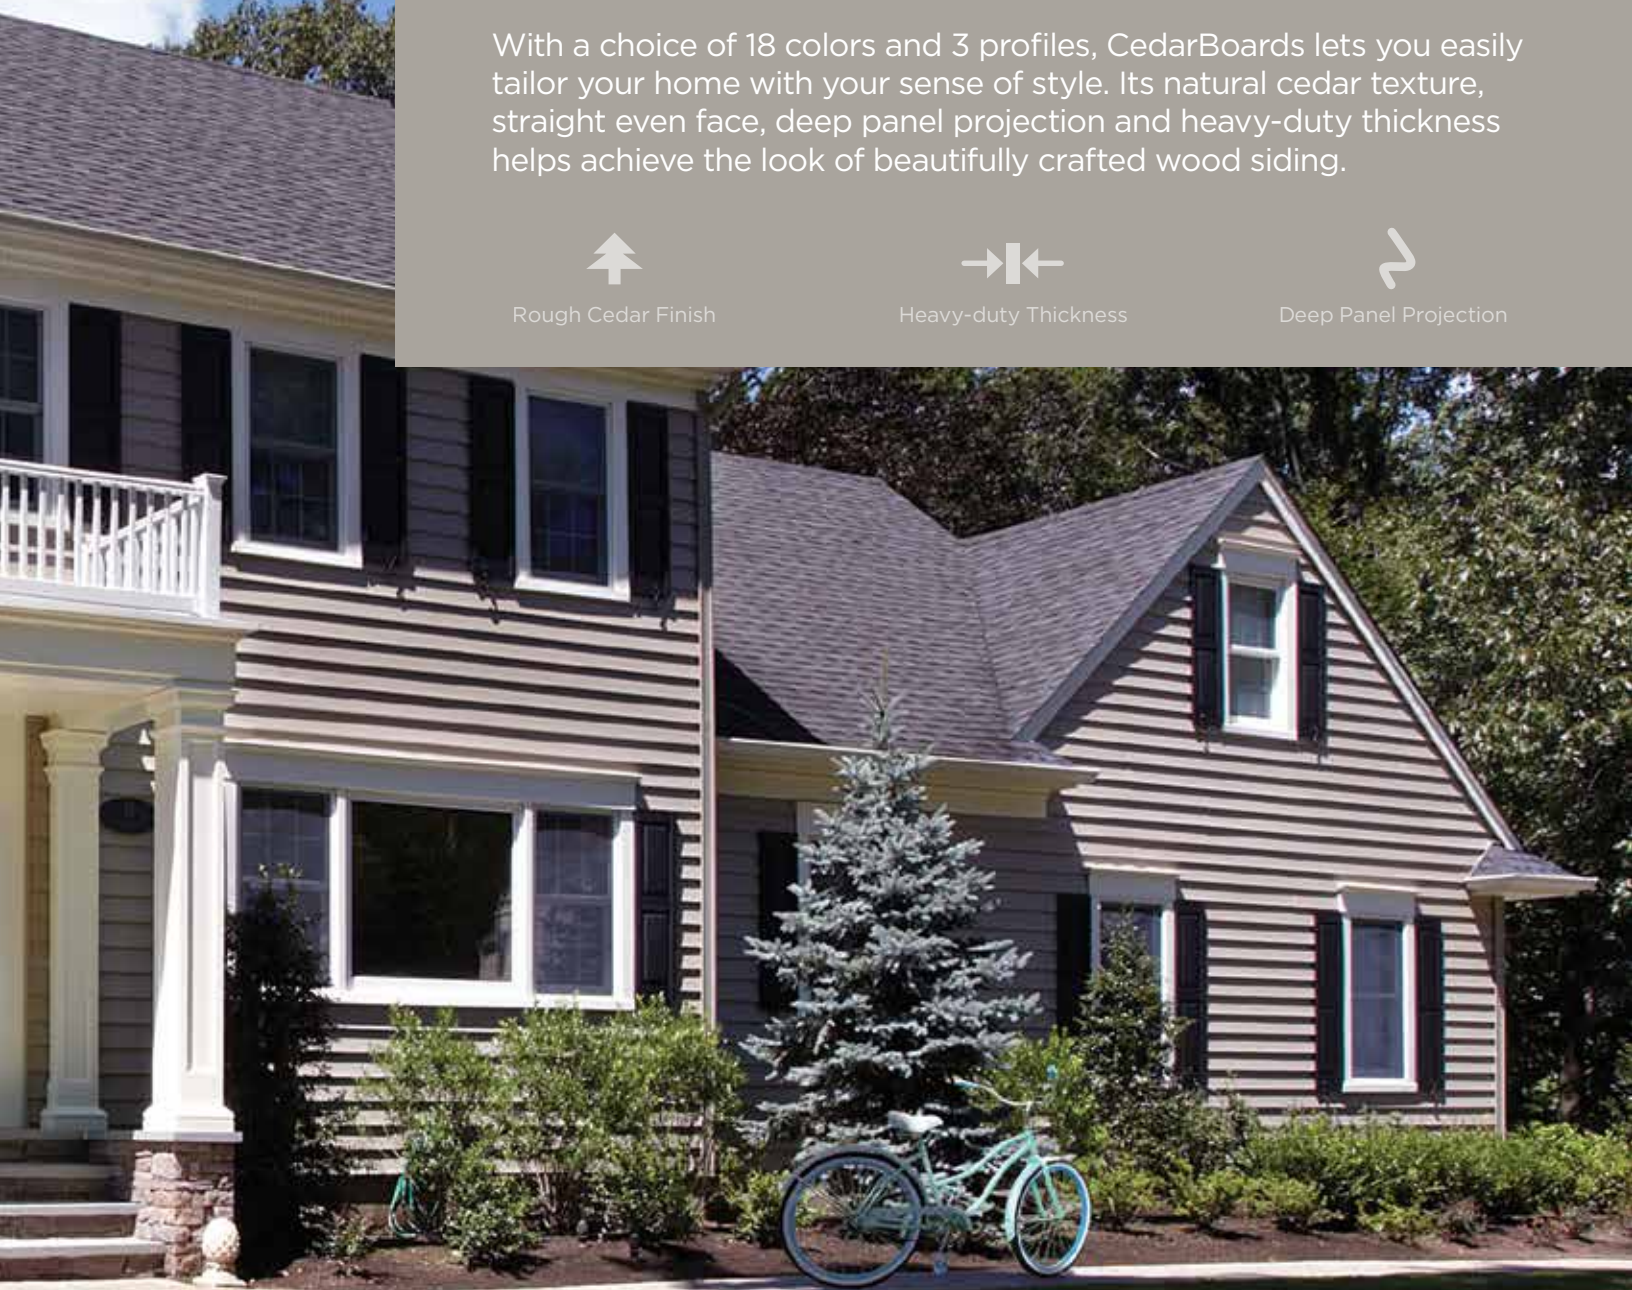 With a choice of 18 colors and 3 profiles, CedarBoards lets you easily
tailor your home with your sense of style. Its natural cedar texture,
straight even face, deep panel projection and heavy-duty thickness
helps achieve the look of beautifully crafted wood siding.
Rough Cedar Finish
Heavy-duty Thickness
Deep Panel Projection